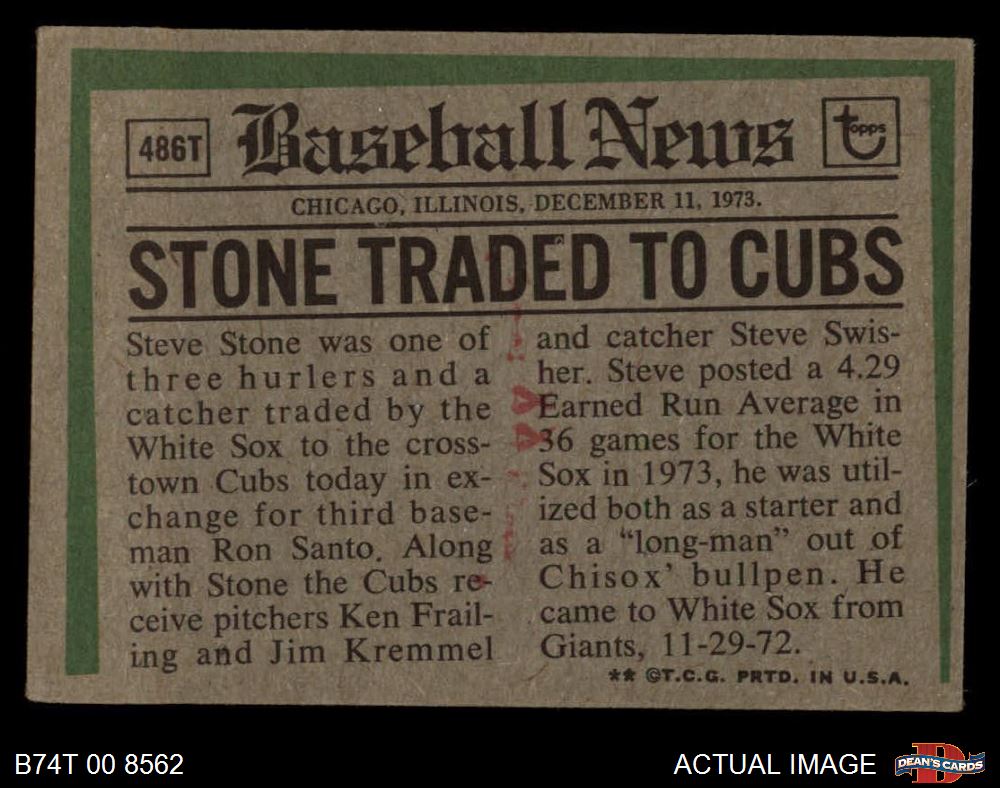 486T Baseball News topps
CHICAGO, ILLINOIS, DECEMBER 11, 1973.
STONE TRADED TO CUBS
Steve Stone was one of
three hurlers and a
catcher traded by the
White Sox to the cross-
town Cubs today in ex-
change for third base-
man Ron Santo. Along
with Stone the Cubs re-
ceive pitchers Ken Frail-
ing and Jim Kremmel
and catcher Steve Swis-
her. Steve posted a 4.29
Earned Run Average in
36 games for the White
Sox in 1973, he was util-
ized both as a starter and
as a “long-man” out of
Chisox’ bullpen. He
came to White Sox from
Giants, 11-29-72.
** ©T.C.G. PRTD. IN U.S.A.
B74T 00 8562
ACTUAL IMAGE
D DEAN'S CARDS